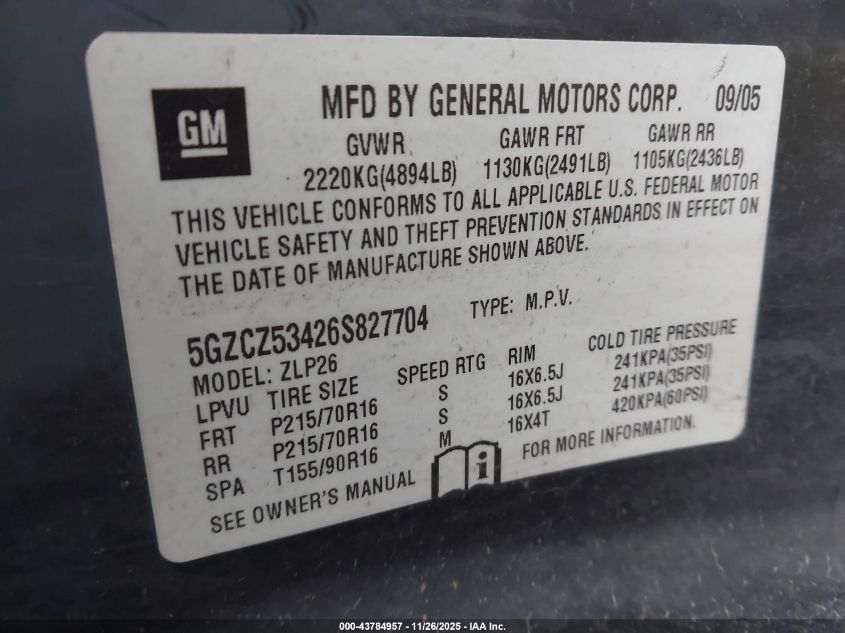 GM
MFD BY GENERAL MOTORS CORP. 09/05
GVWR GAWR FRT GAWR RR
2220KG(4894LB) 1130KG(2491LB) 1105KG(2436LB)
THIS VEHICLE CONFORMS TO ALL APPLICABLE U.S. FEDERAL MOTOR
VEHICLE SAFETY AND THEFT PREVENTION STANDARDS IN EFFECT ON
THE DATE OF MANUFACTURE SHOWN ABOVE.
5GZCZ53426S827704 TYPE: M.P.V.
MODEL: ZLP26
LPVU TIRE SIZE SPEED RTG RIM COLD TIRE PRESSURE
FRT P215/70R16 S 16X6.5J 241KPA(35PSI)
RR P215/70R16 S 16X6.5J 241KPA(35PSI)
SPA T155/90R16 M 16X4T 420KPA(60PSI)
SEE OWNER'S MANUAL i FOR MORE INFORMATION.
000-43784957 - 11/26/2025 - IAA Inc.